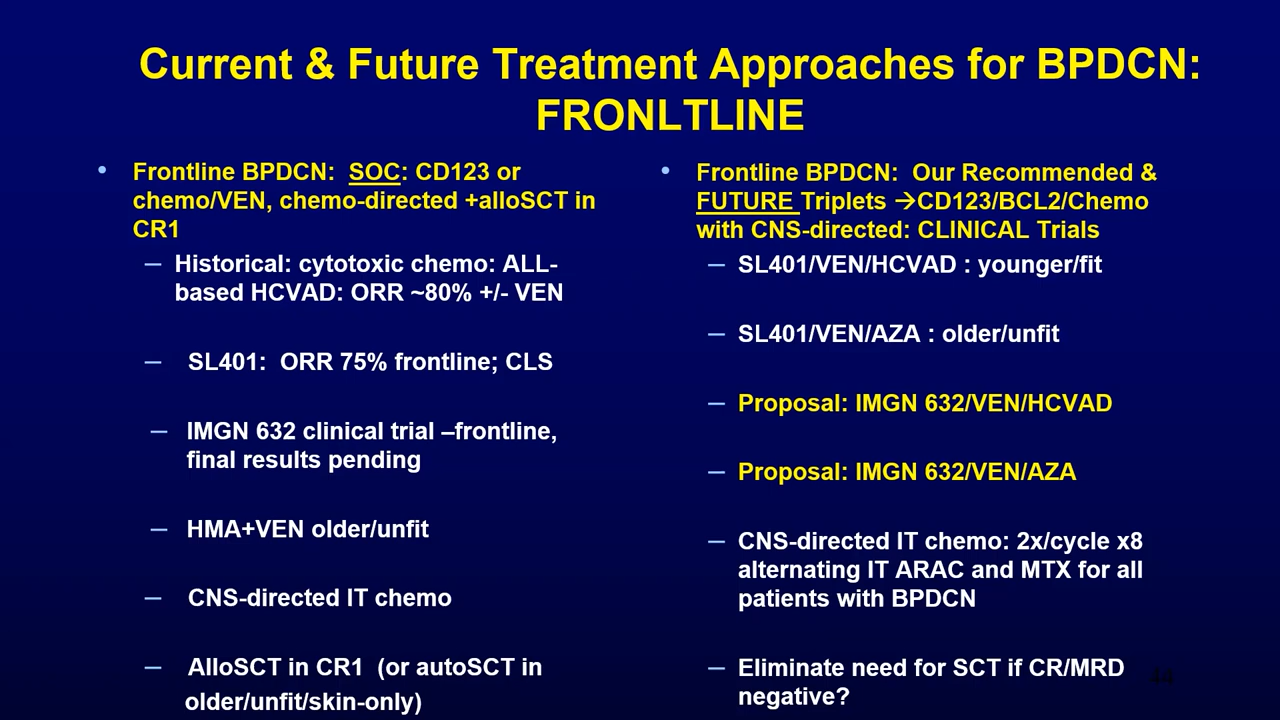 Current & Future Treatment Approaches for BPDCN:
FRONLTLINE
• Frontline BPDCN: SOC: CD123 or
chemo/VEN, chemo-directed +alloSCT in
CR1
– Historical: cytotoxic chemo: ALL-
based HCVAD: ORR ~80% +/- VEN
– SL401: ORR 75% frontline; CLS
– IMGN 632 clinical trial –frontline,
final results pending
– HMA+VEN older/unfit
– CNS-directed IT chemo
– AlloSCT in CR1 (or autoSCT in
older/unfit/skin-only)
• Frontline BPDCN: Our Recommended &
FUTURE Triplets →CD123/BCL2/Chemo
with CNS-directed: CLINICAL Trials
– SL401/VEN/HCVAD : younger/fit
– SL401/VEN/AZA : older/unfit
– Proposal: IMGN 632/VEN/HCVAD
– Proposal: IMGN 632/VEN/AZA
– CNS-directed IT chemo: 2x/cycle x8
alternating IT ARAC and MTX for all
patients with BPDCN
– Eliminate need for SCT if CR/MRD
negative?
44